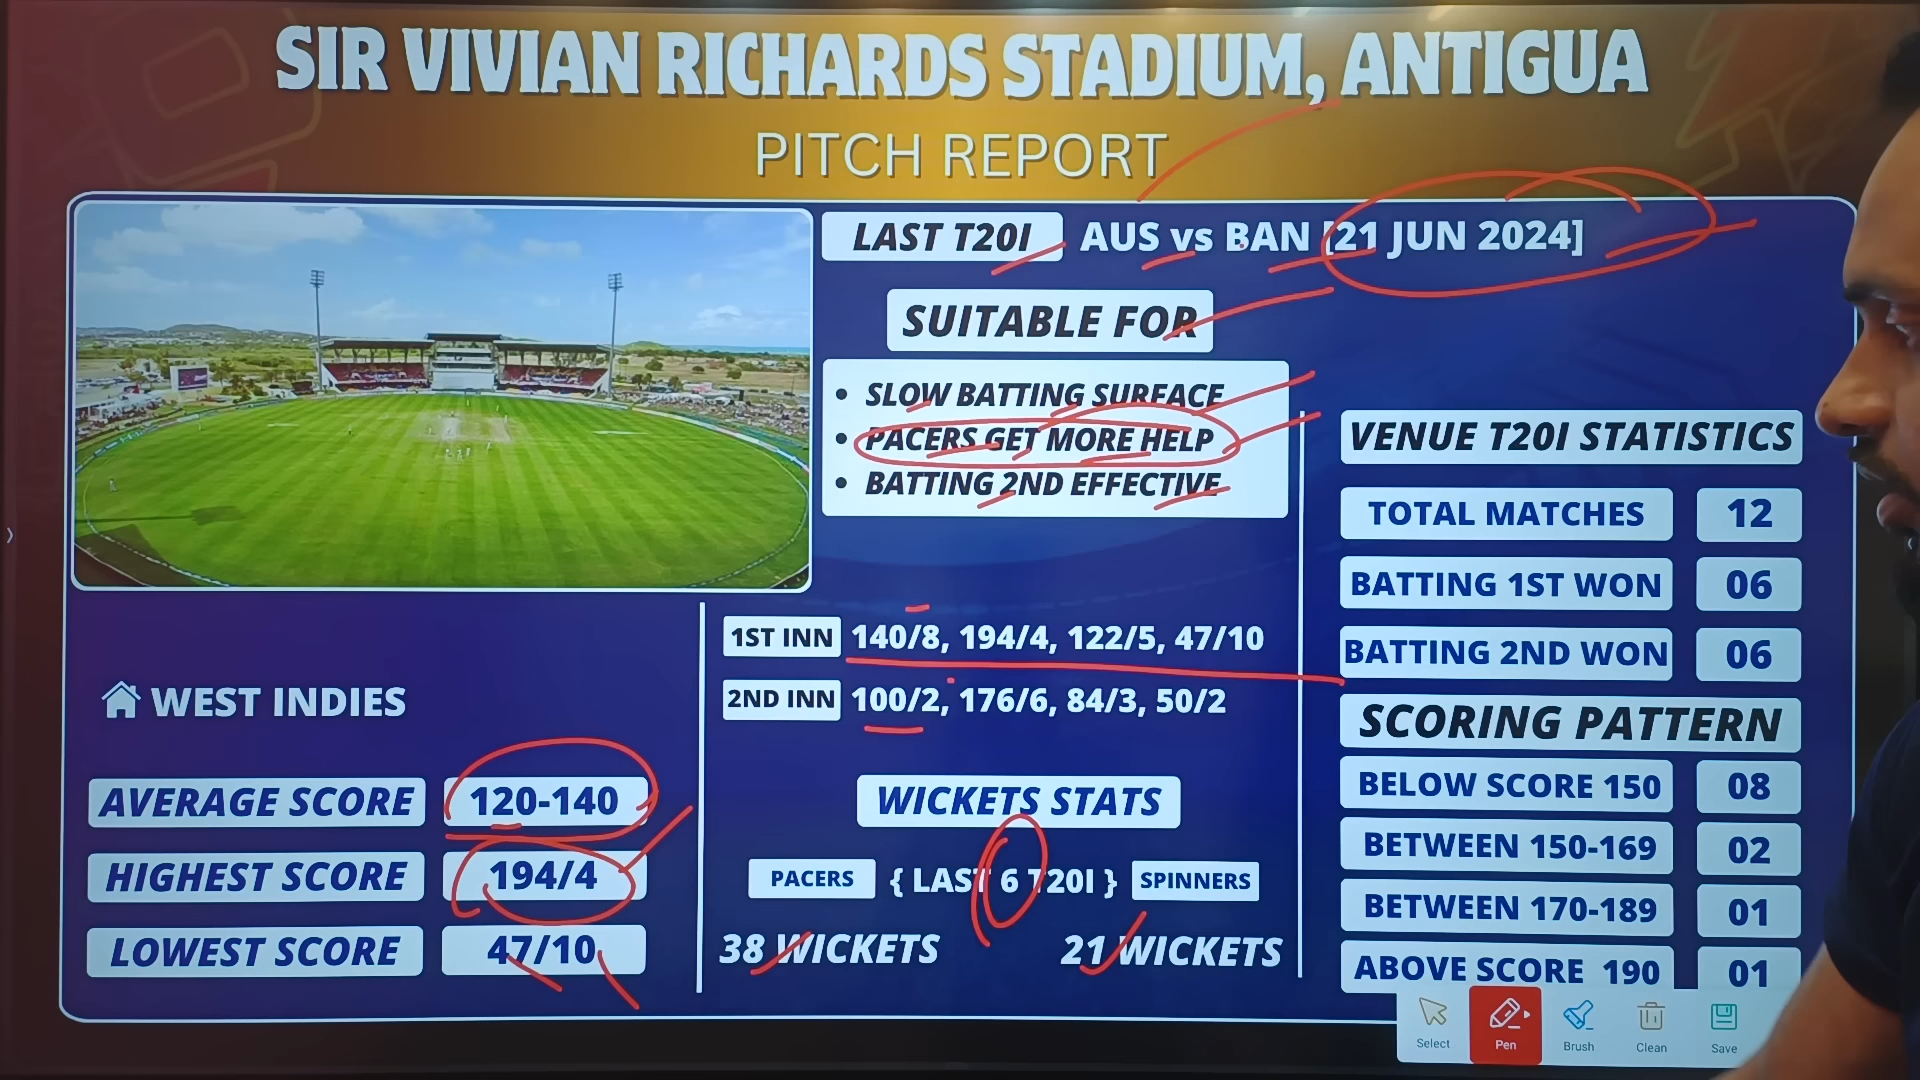 SIR VIVIAN RICHARDS STADIUM, ANTIGUA
PITCH REPORT
LAST T20I AUS vs BAN [21 JUN 2024]
SUITABLE FOR
• SLOW BATTING SURFACE
• PACERS GET MORE HELP
• BATTING 2ND EFFECTIVE
1ST INN 140/8, 194/4, 122/5, 47/10
2ND INN 100/2, 176/6, 84/3, 50/2
WEST INDIES
AVERAGE SCORE 120-140
HIGHEST SCORE 194/4
LOWEST SCORE 47/10
WICKETS STATS
PACERS { LAST 6 T20I } SPINNERS
38 WICKETS 21 WICKETS
VENUE T20I STATISTICS
TOTAL MATCHES 12
BATTING 1ST WON 06
BATTING 2ND WON 06
SCORING PATTERN
BELOW SCORE 150 08
BETWEEN 150-169 02
BETWEEN 170-189 01
ABOVE SCORE 190 01
Select Pen Brush Clean Save